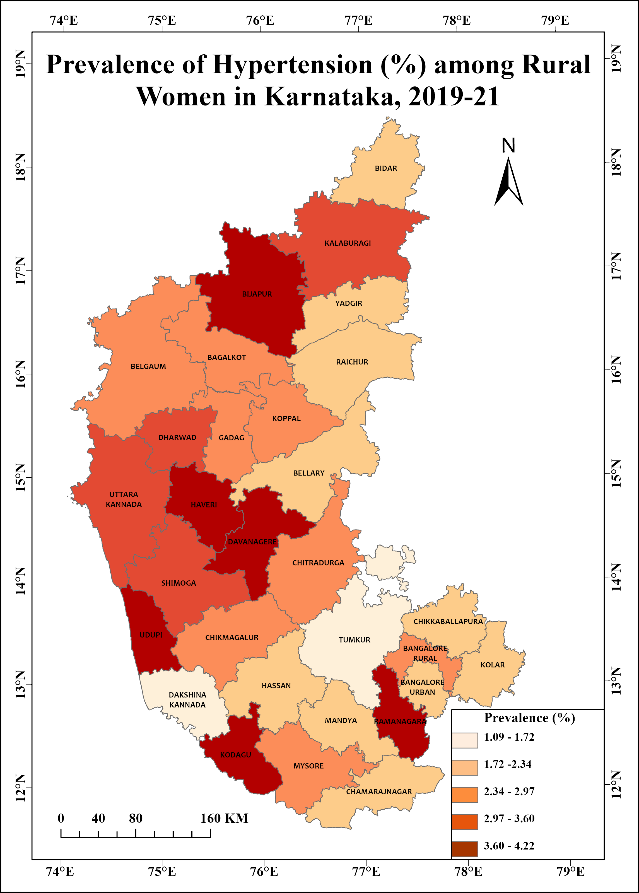 74°E 75°E 76°E 77°E 78°E 79°E
Prevalence of Hypertension (%) among Rural
Women in Karnataka, 2019-21
19°N
19°N
N
BIDAR
18°N
18°N
KALABURAGI
17°N
17°N
BIJAPUR
YADGIR
BAGALKOT
RAICHUR
BELGAUM
16°N
16°N
KOPPAL
DHARWAD
GADAG
BELLARY
15°N
15°N
UTTARA
KANNADA
HAVERI
DAVANAGERE
CHITRADURGA
14°N
14°N
SHIMOGA
CHIKKABALLAPURA
UDUPI
CHIKMAGALUR
TUMKUR
BANGALORE
RURAL
KOLAR
13°N
13°N
HASSAN
BANGALORE
URBAN
DAKSHINA
KANNADA
MANDYA
RAMANAGARA
KODAGU
MYSORE
CHAMARAJNAGAR
12°N
12°N
Prevalence (%)
1.09 - 1.72
1.72 -2.34
2.34 - 2.97
2.97 - 3.60
3.60 - 4.22
0 40 80 160 KM
74°E 75°E 76°E 77°E 78°E 79°E